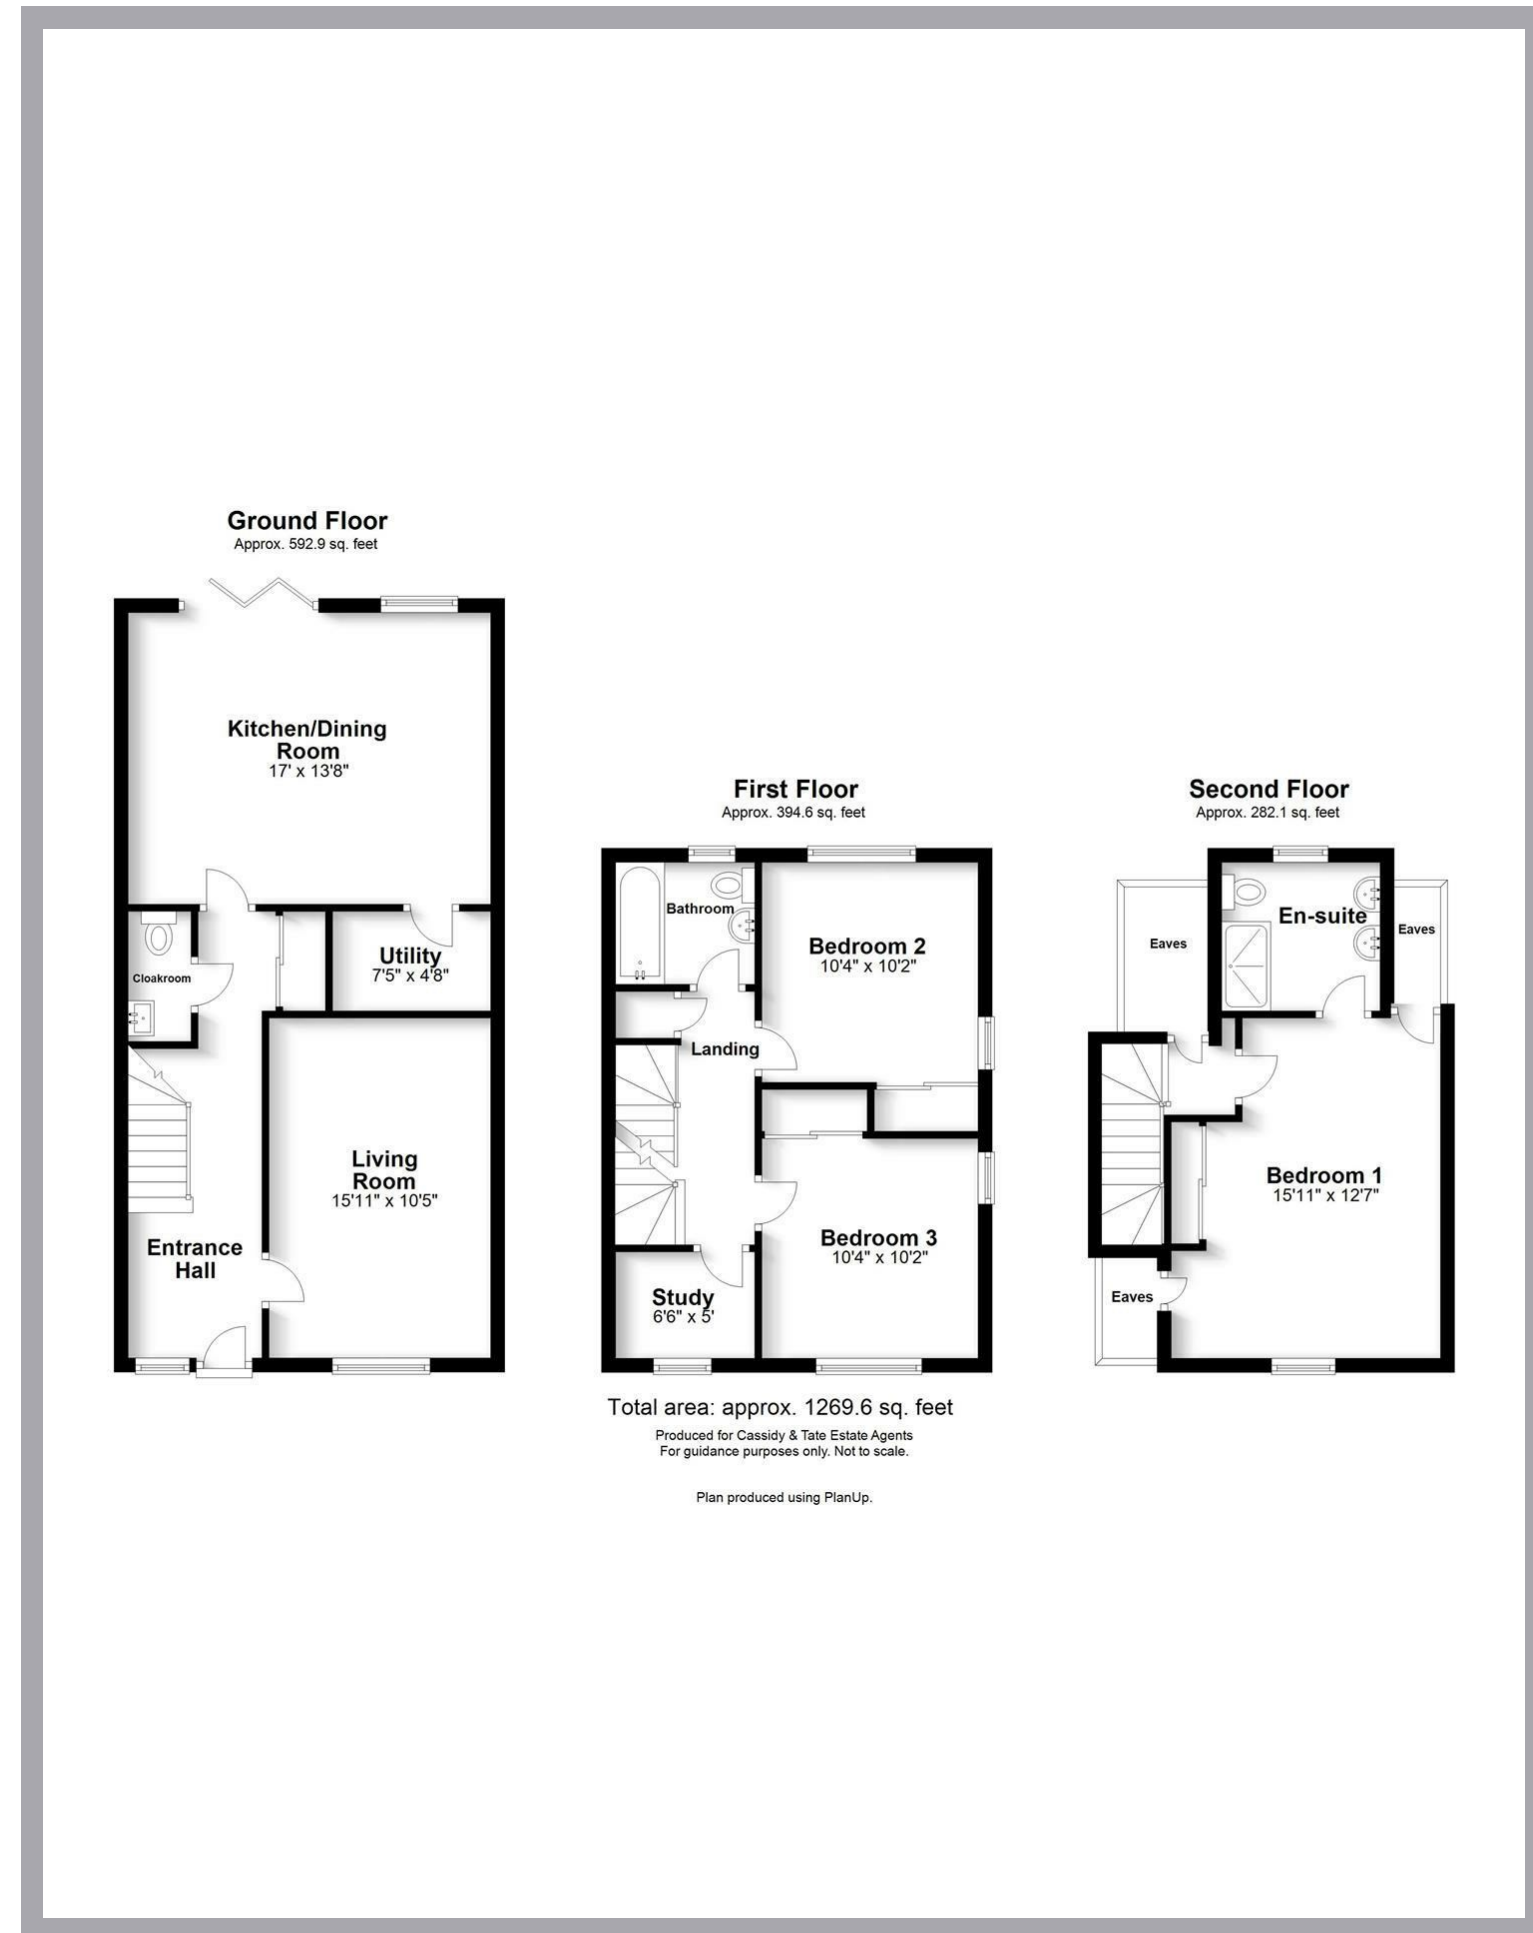 Ground Floor
Approx. 592.9 sq. feet
Kitchen/Dining
Room
17' x 13'8"
Cloakroom
Utility
7'5" x 4'8"
Living
Room
15'11" x 10'5"
Entrance
Hall
First Floor
Approx. 394.6 sq. feet
Bathroom
Bedroom 2
10'4" x 10'2"
Landing
Bedroom 3
10'4" x 10'2"
Study
6'6" x 5'
Second Floor
Approx. 282.1 sq. feet
En-suite
Eaves
Eaves
Bedroom 1
15'11" x 12'7"
Eaves
Total area: approx. 1269.6 sq. feet
Produced for Cassidy & Tate Estate Agents
For guidance purposes only. Not to scale.
Plan produced using PlanUp.